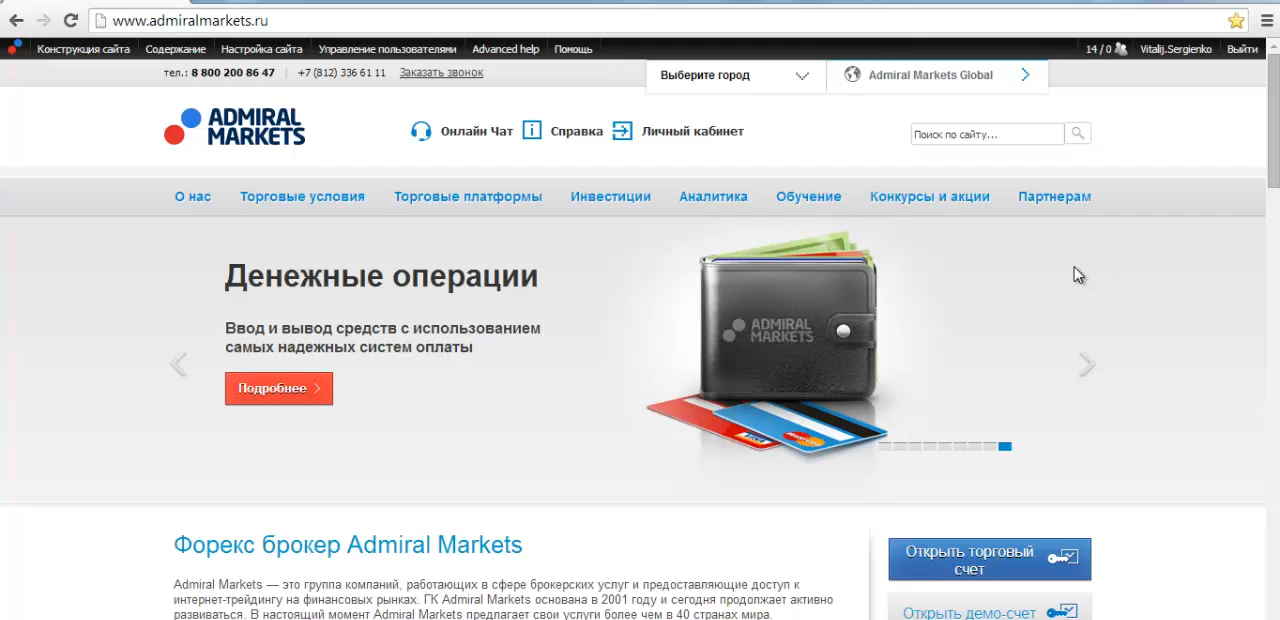 www.admiralmarkets.ru
Конструкция сайта Содержание Настройка сайта Управление пользователями Advanced help Помощь 14 / 0 Vitalij.Sergienko Выйти
тел.: 8 800 200 86 47 | +7 (812) 336 61 11 Заказать звонок Выберите город Admiral Markets Global
ADMIRAL
MARKETS
Онлайн Чат Справка Личный кабинет Поиск по сайту...
О нас Торговые условия Торговые платформы Инвестиции Аналитика Обучение Конкурсы и акции Партнерам
Денежные операции
Ввод и вывод средств с использованием
самых надежных систем оплаты
Подробнее
ADMIRAL
MARKETS
VISA
MasterCard
Форекс брокер Admiral Markets
Admiral Markets — это группа компаний, работающих в сфере брокерских услуг и предоставляющие доступ к
интернет-трейдингу на финансовых рынках. ГК Admiral Markets основана в 2001 году и сегодня продолжает активно
развиваться. В настоящий момент Admiral Markets предлагает свои услуги более чем в 40 странах мира.
Открыть торговый
счет
Открыть демо-счет